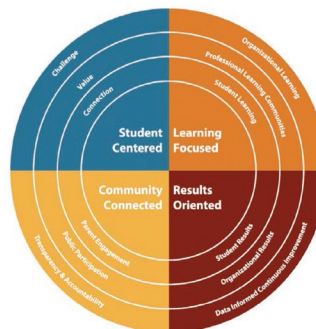 Challenge
Value
Connection
Student
Centered
Organizational Learning
Professional Learning Communities
Student Learning
Learning
Focused
Community
Connected
Parent Engagement
Public Participation
Transparency & Accountability
Results
Oriented
Student Results
Organizational Results
Data Informed Continuous Improvement